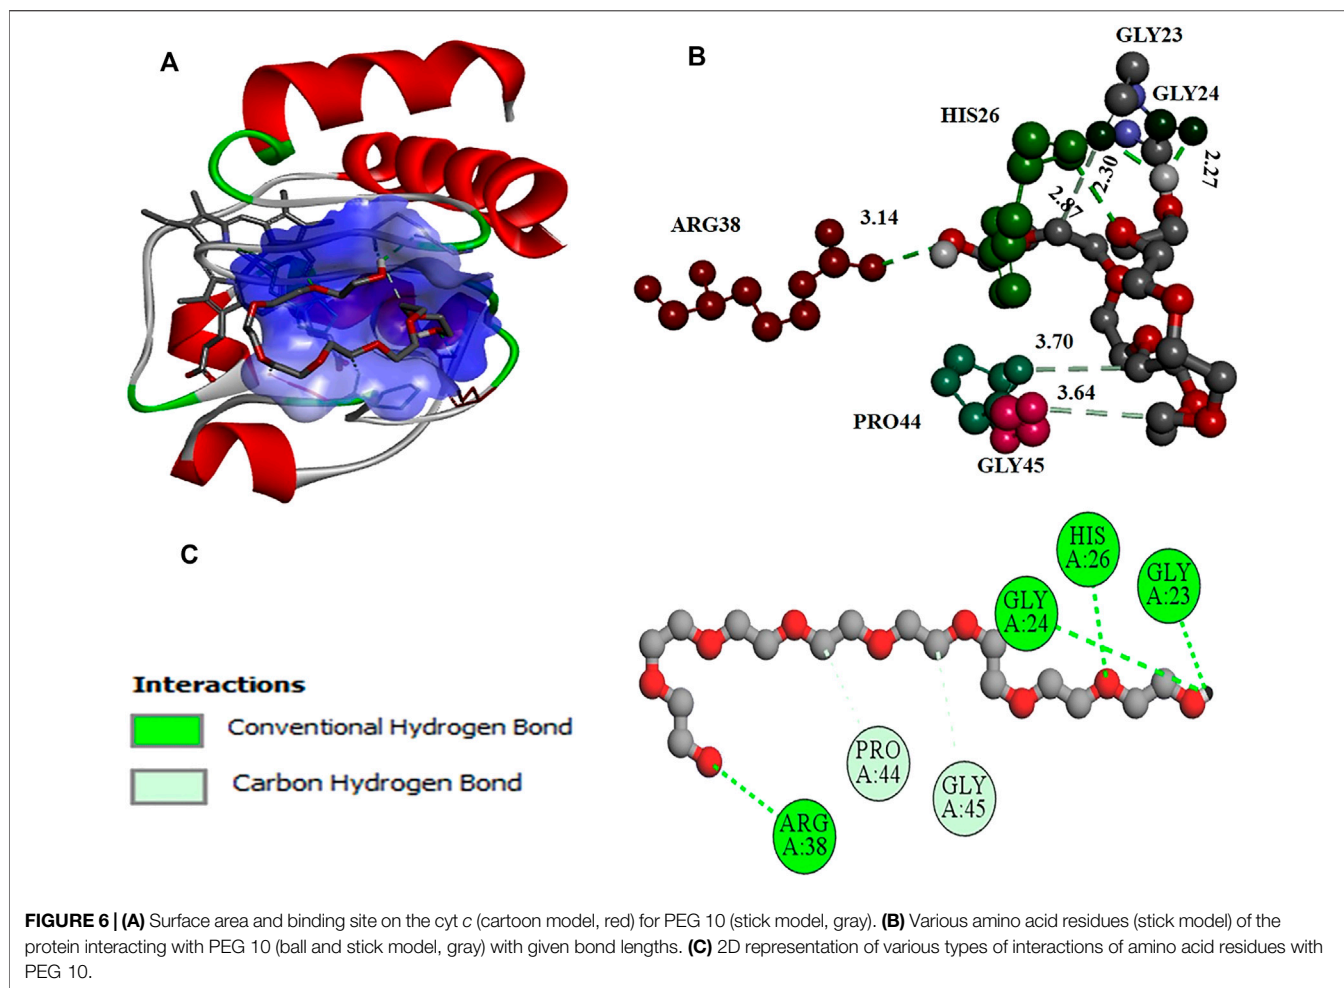 A
B
GLY23
GLY24
HIS26
2.27
2.30
2.87
3.14
ARG38
3.70
3.64
PRO44
GLY45
C
HIS
A:26
GLY
A:23
GLY
A:24
Interactions
Conventional Hydrogen Bond
Carbon Hydrogen Bond
PRO
A:44
GLY
A:45
ARG
A:38
FIGURE 6 | (A) Surface area and binding site on the cyt c (cartoon model, red) for PEG 10 (stick model, gray). (B) Various amino acid residues (stick model) of the
protein interacting with PEG 10 (ball and stick model, gray) with given bond lengths. (C) 2D representation of various types of interactions of amino acid residues with
PEG 10.